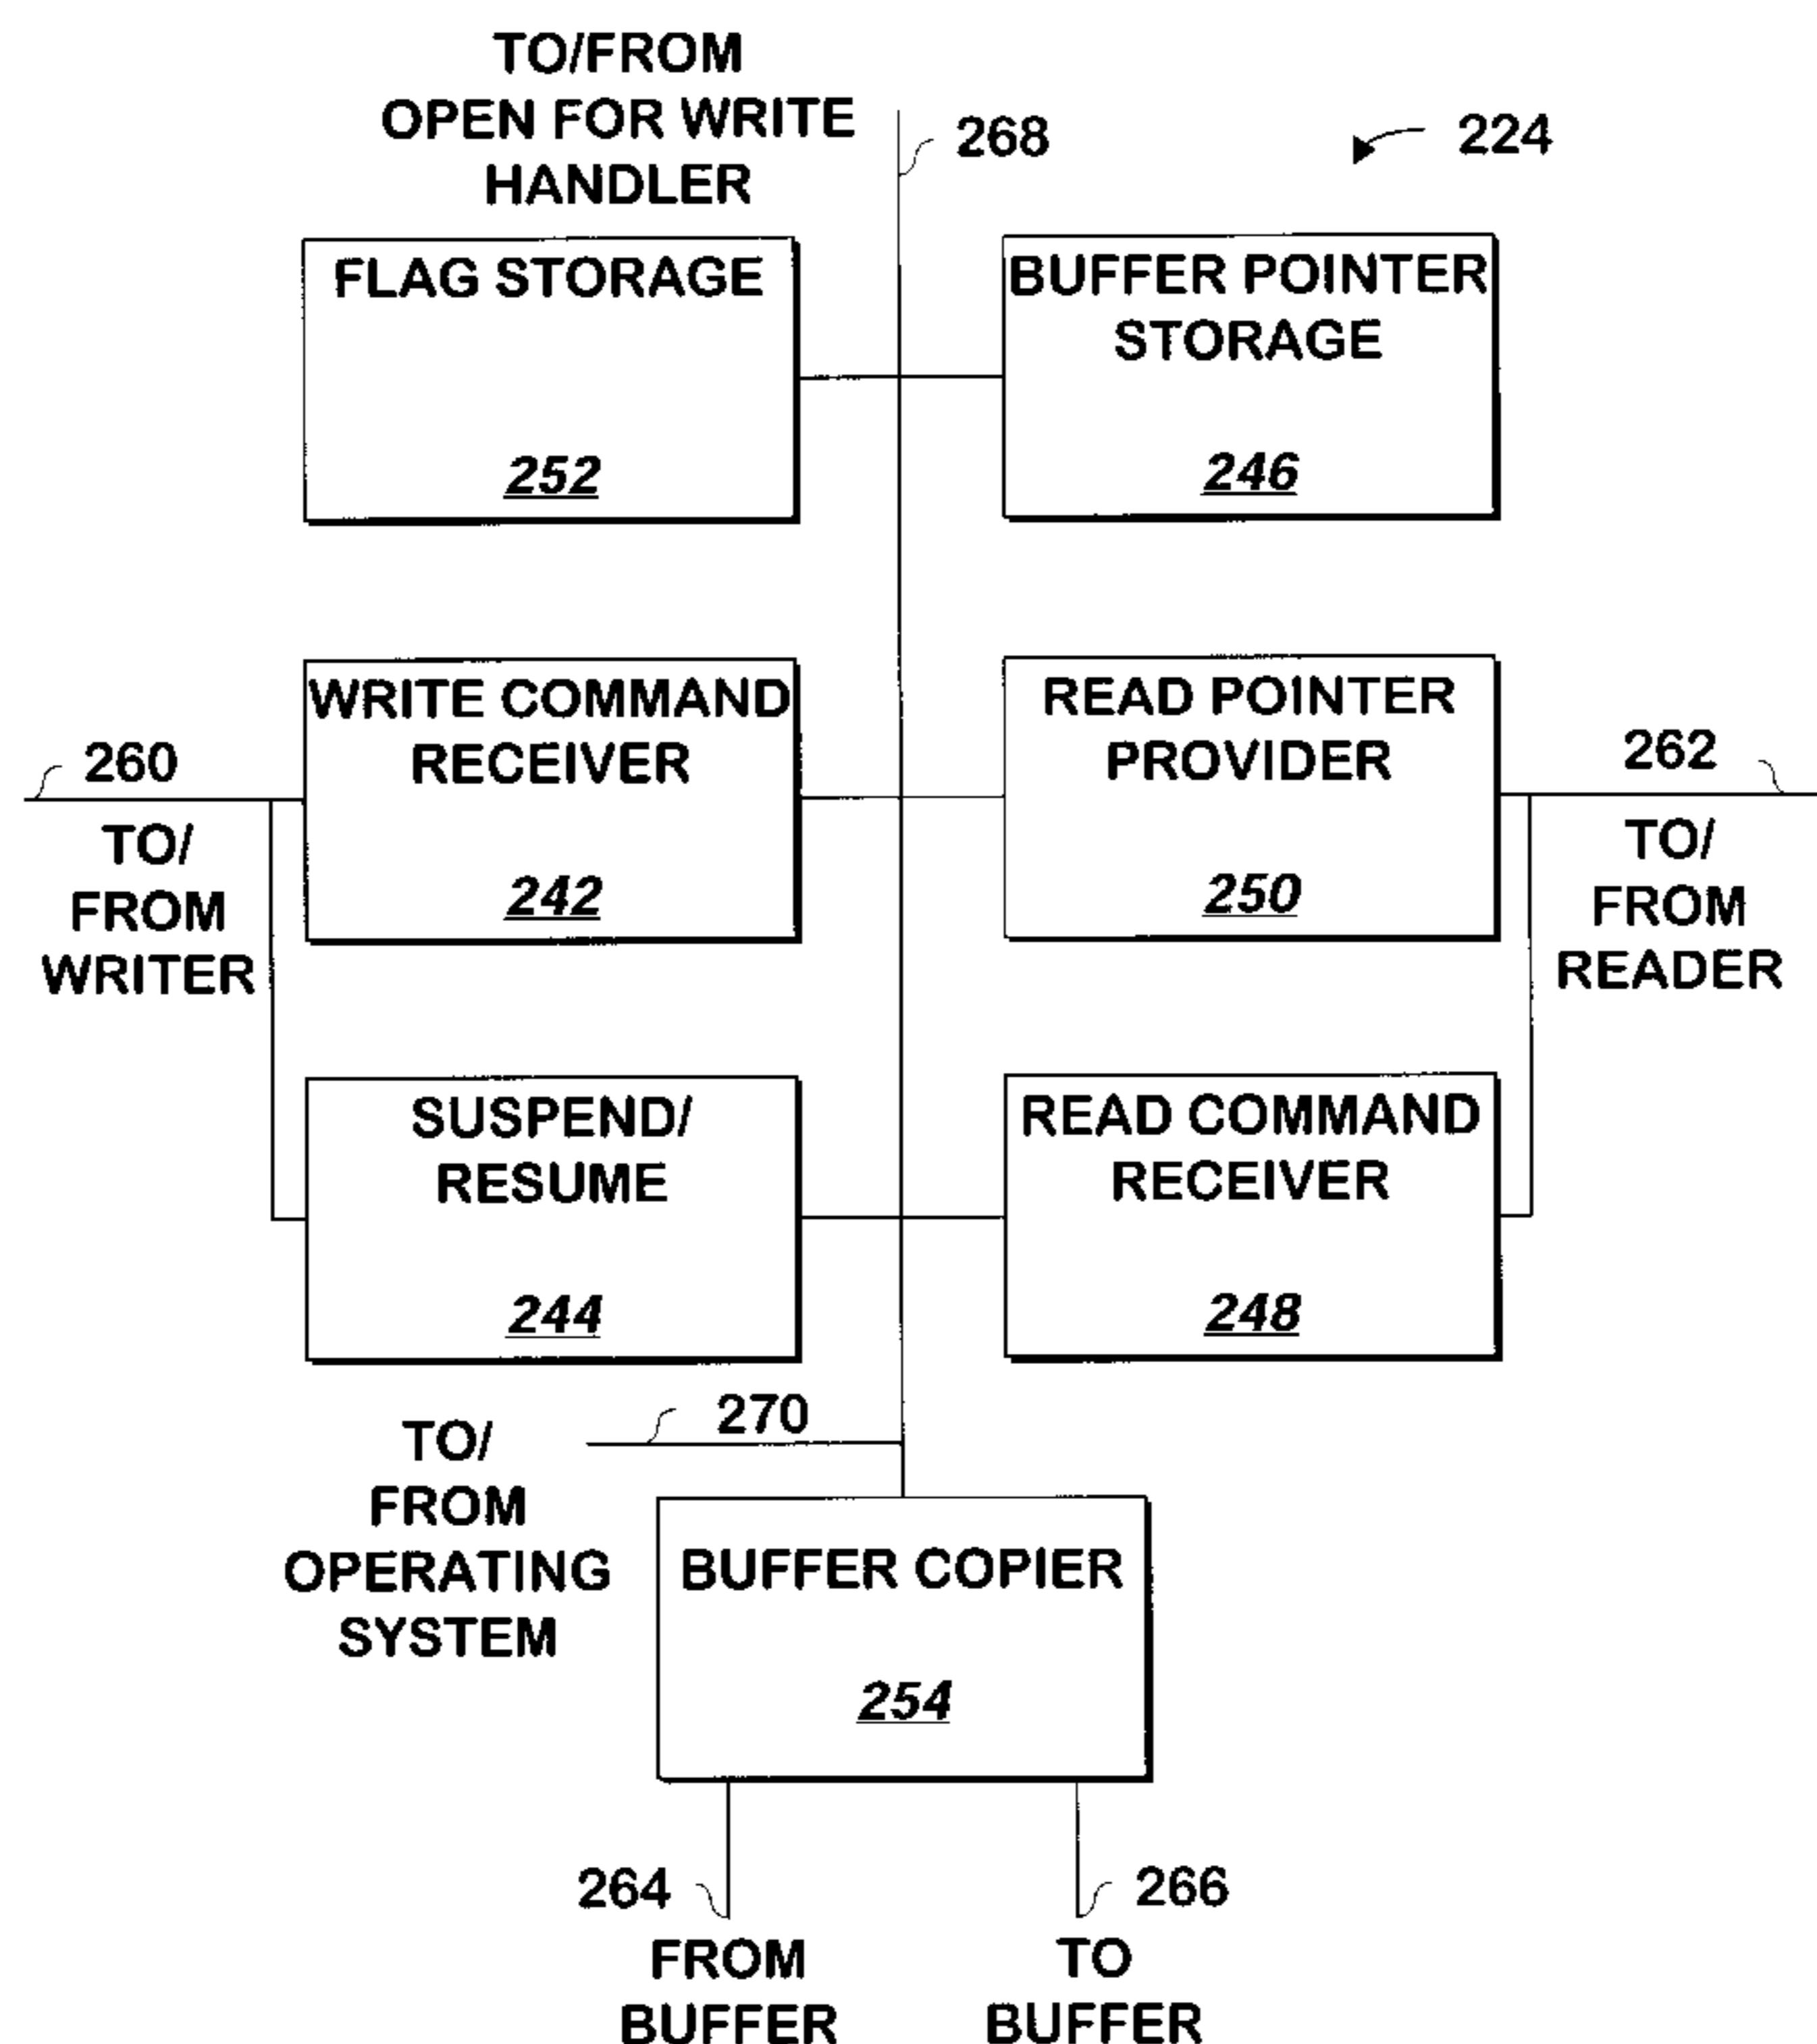 TO/FROM
OPEN FOR WRITE
HANDLER
268
224
FLAG STORAGE
252
BUFFER POINTER
STORAGE
246
WRITE COMMAND
RECEIVER
242
READ POINTER
PROVIDER
250
260
TO/
FROM
WRITER
262
TO/
FROM
READER
SUSPEND/
RESUME
244
READ COMMAND
RECEIVER
248
270
TO/
FROM
OPERATING
SYSTEM
BUFFER COPIER
254
264
FROM
BUFFER
266
TO
BUFFER